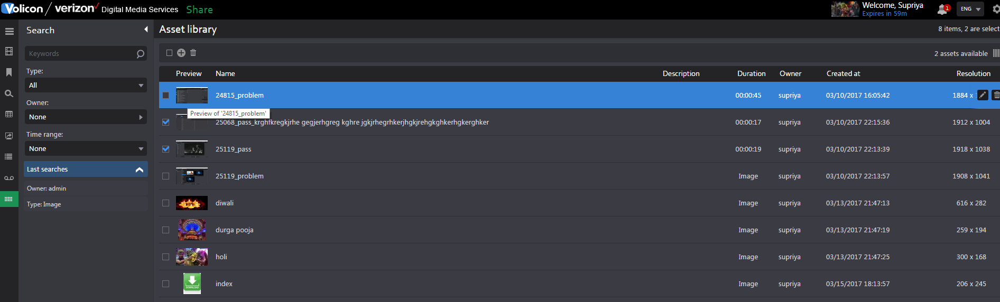 Volicon / verizon✓ Digital Media Services Share
Welcome, Supriya
Expires in 59m
1
ENG
Search
Asset library
8 items, 2 are select
Keywords
2 assets available
Type:
All
Owner:
None
Time range:
None
Last searches
Owner: admin
Type: Image
Preview Name Description Duration Owner Created at Resolution
24815_problem 00:00:45 supriya 03/10/2017 16:05:42 1884 x
Preview of '24815_problem'
25068_pass_krghfkregkjrhe gegjerhgreg kghre jgkjrhegrhkerjhgkjrehgkghkerhgkerghker 00:00:17 supriya 03/10/2017 22:15:36 1912 x 1004
25119_pass 00:00:19 supriya 03/10/2017 22:13:39 1918 x 1038
25119_problem Image supriya 03/10/2017 22:13:57 1908 x 1041
diwali Image supriya 03/13/2017 21:47:13 616 x 282
durga pooja Image supriya 03/13/2017 21:47:19 259 x 194
holi Image supriya 03/13/2017 21:47:25 300 x 168
DOWNLOAD
index Image supriya 03/15/2017 18:13:57 206 x 245